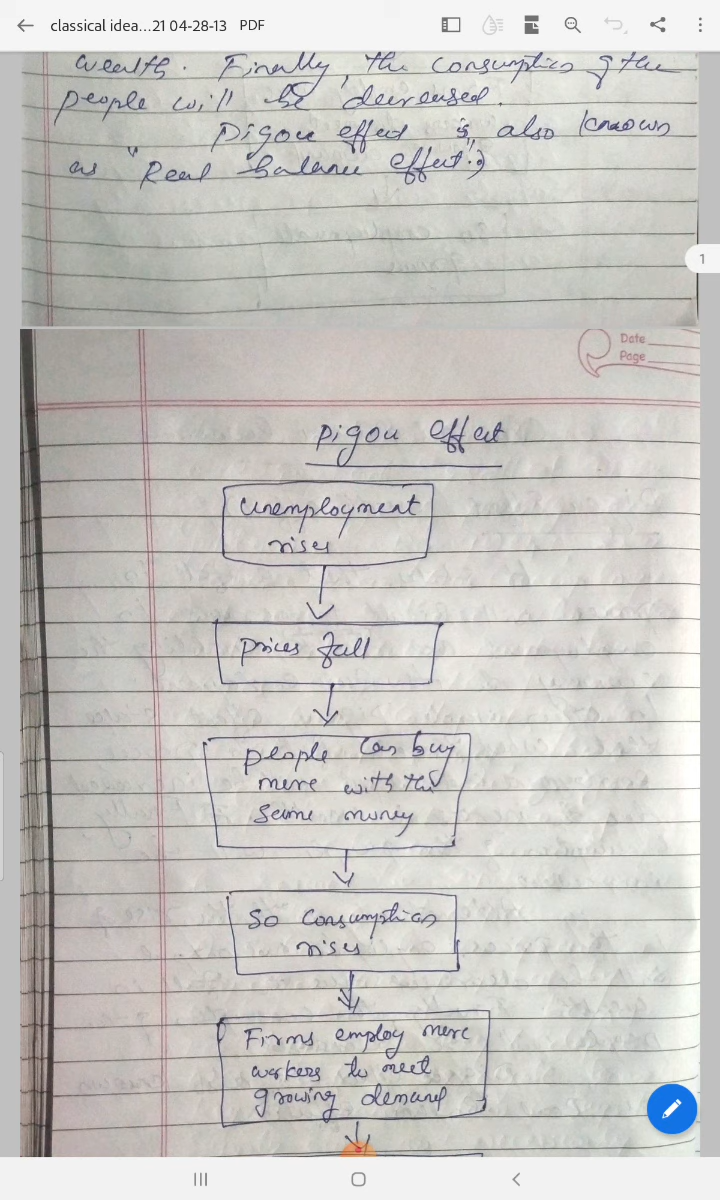 classical idea...21 04-28-13 PDF
wealth. Finally, the consumption of the
people will be decreased.
Pigou effect is also known
as "Real balance effect".
1
Date
Page
Pigou effect
Unemployment
rises
Prices fall
people can buy
more with the
same money
So Consumption
rises
Firms employ more
workers to meet
growing demand